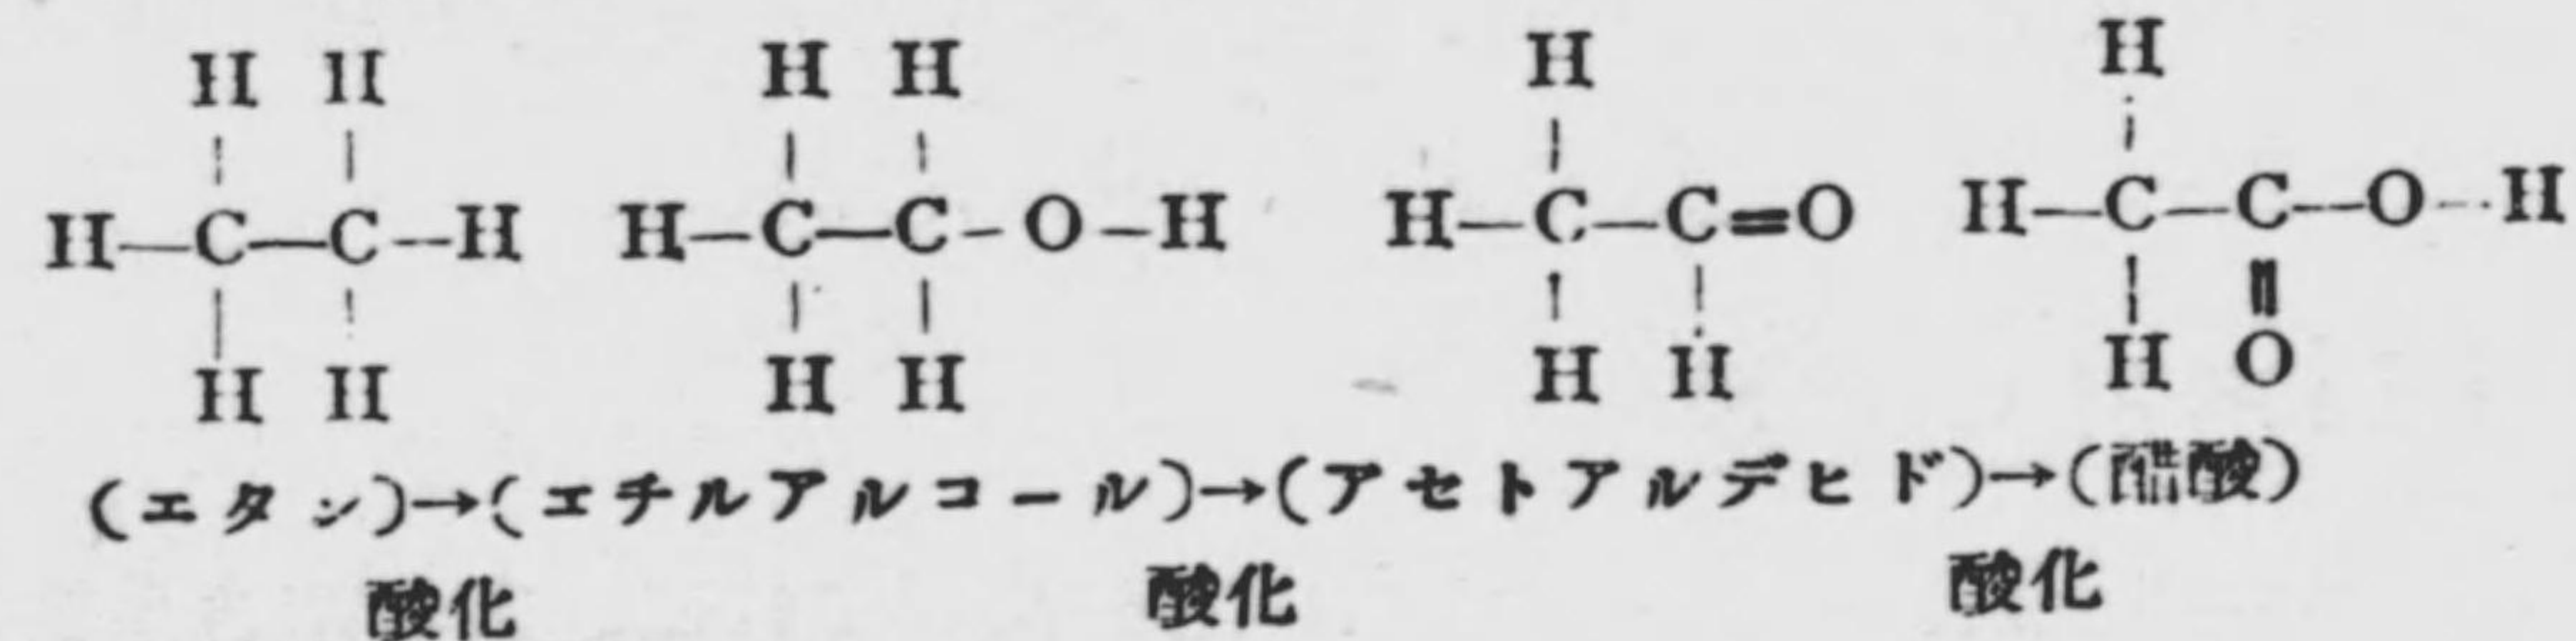 H H H H H H
H—C—C—H H—C—C—O—H H—C—C=O H—C—C—O—H
H H H H H H H O
(エタン)→(エチルアルコール)→(アセトアルデヒド)→(醋酸)
酸化 酸化 酸化